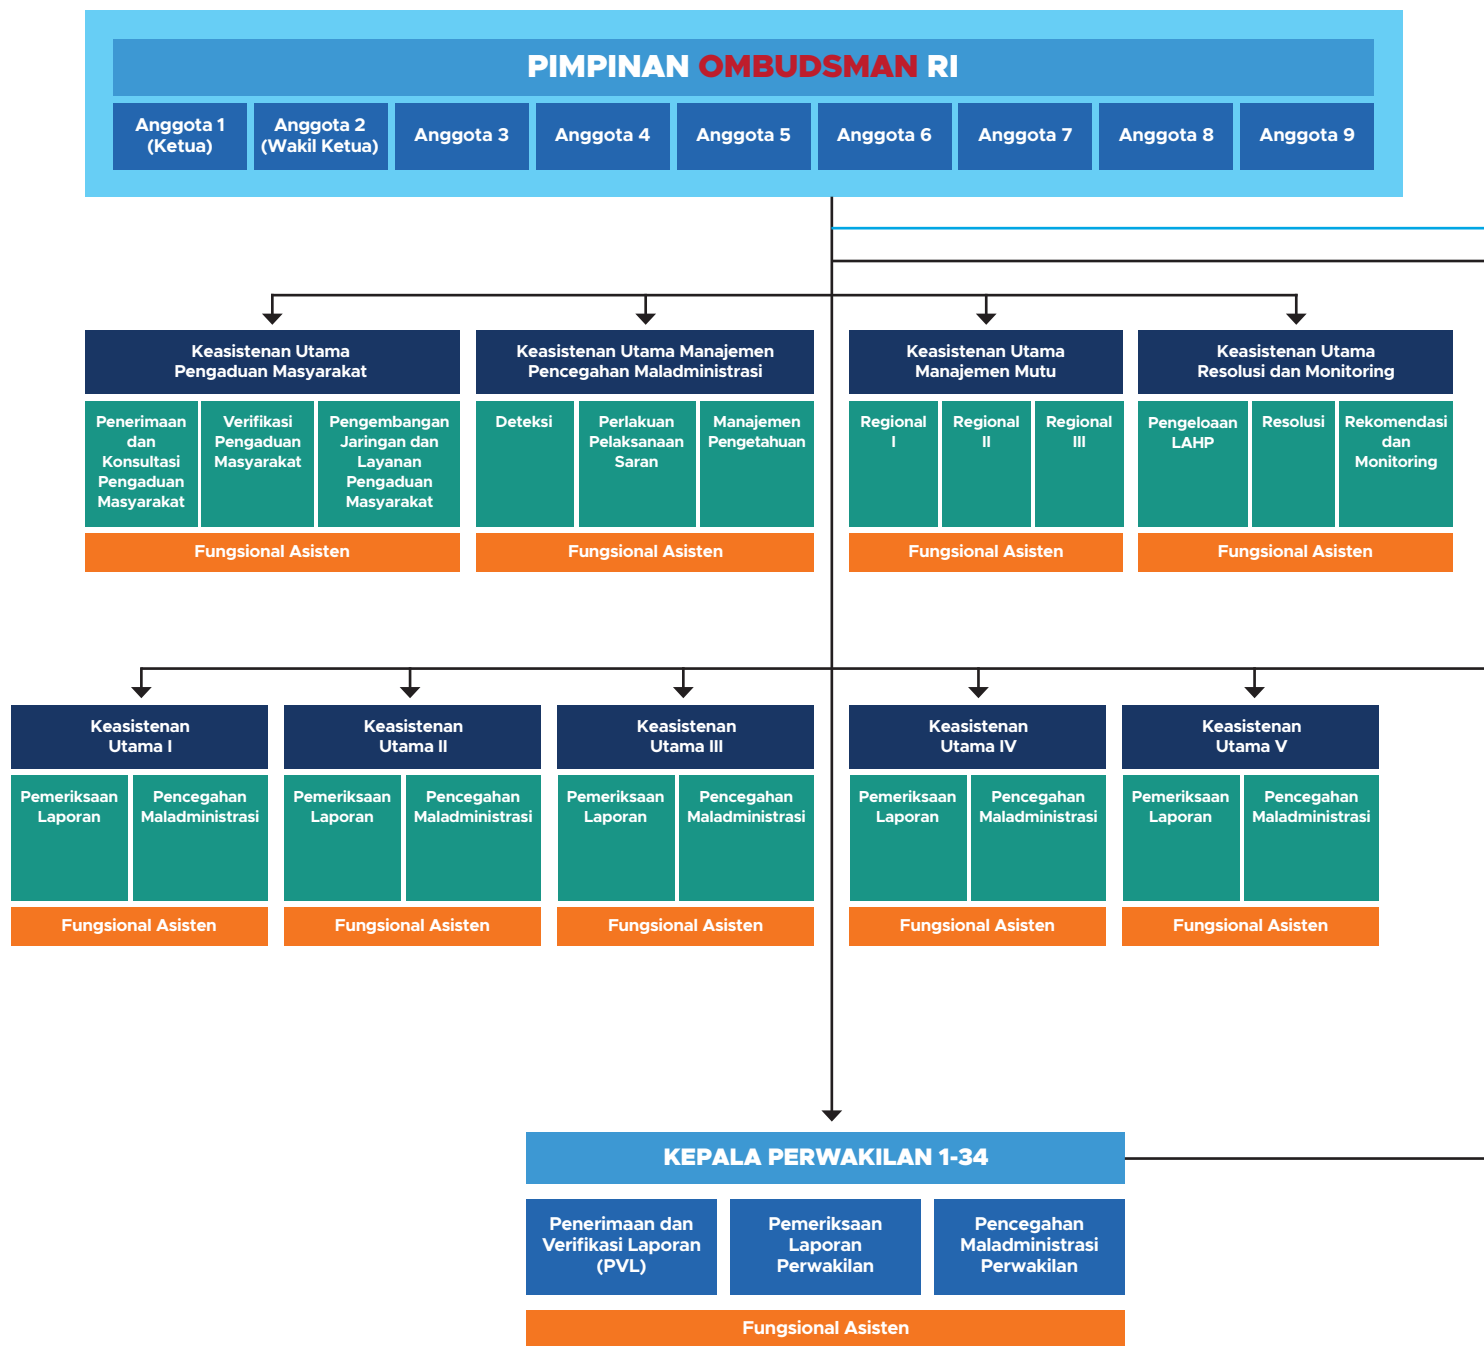 PIMPINAN OMBUDSMAN RI
Anggota 1
(Ketua)
Anggota 2
(Wakil Ketua)
Anggota 3
Anggota 4
Anggota 5
Anggota 6
Anggota 7
Anggota 8
Anggota 9
Keasistenan Utama
Pengaduan Masyarakat
Penerimaan
dan
Konsultasi
Pengaduan
Masyarakat
Verifikasi
Pengaduan
Masyarakat
Pengembangan
Jaringan dan
Layanan
Pengaduan
Masyarakat
Fungsional Asisten
Keasistenan Utama Manajemen
Pencegahan Maladministrasi
Deteksi
Perlakuan
Pelaksanaan
Saran
Manajemen
Pengetahuan
Fungsional Asisten
Keasistenan Utama
Manajemen Mutu
Regional
I
Regional
II
Regional
III
Fungsional Asisten
Keasistenan Utama
Resolusi dan Monitoring
Pengeloaan
LAHP
Resolusi
Rekomendasi
dan
Monitoring
Fungsional Asisten
Keasistenan
Utama I
Pemeriksaan
Laporan
Pencegahan
Maladministrasi
Fungsional Asisten
Keasistenan
Utama II
Pemeriksaan
Laporan
Pencegahan
Maladministrasi
Fungsional Asisten
Keasistenan
Utama III
Pemeriksaan
Laporan
Pencegahan
Maladministrasi
Fungsional Asisten
Keasistenan
Utama IV
Pemeriksaan
Laporan
Pencegahan
Maladministrasi
Fungsional Asisten
Keasistenan
Utama V
Pemeriksaan
Laporan
Pencegahan
Maladministrasi
Fungsional Asisten
KEPALA PERWAKILAN 1-34
Penerimaan dan
Verifikasi Laporan
(PVL)
Pemeriksaan
Laporan
Perwakilan
Pencegahan
Maladministrasi
Perwakilan
Fungsional Asisten